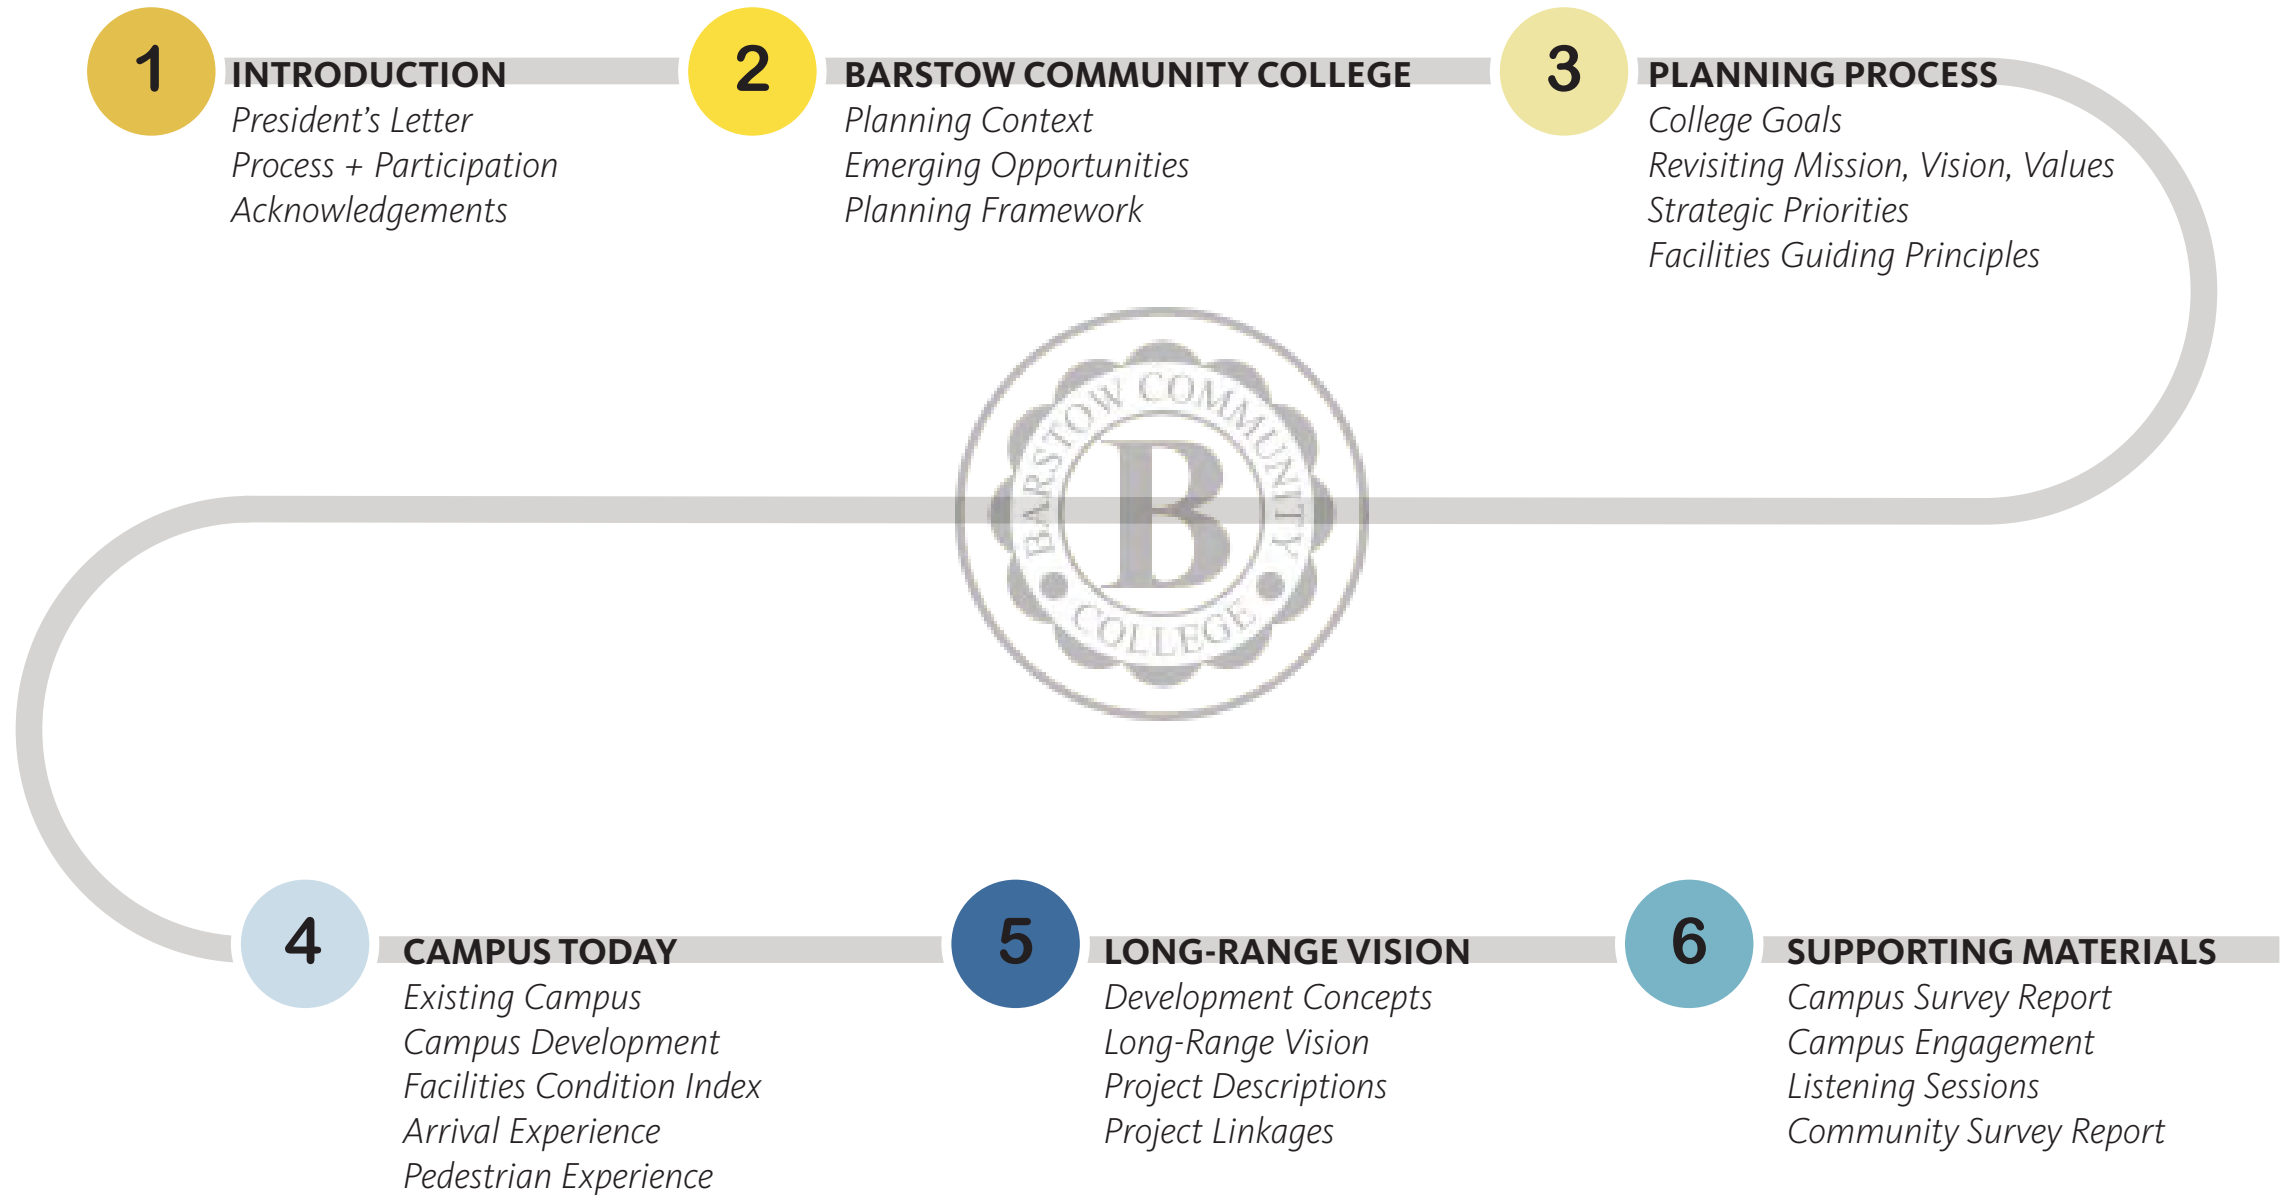 1
INTRODUCTION
President’s Letter
Process + Participation
Acknowledgements
2
BARSTOW COMMUNITY COLLEGE
Planning Context
Emerging Opportunities
Planning Framework
3
PLANNING PROCESS
College Goals
Revisiting Mission, Vision, Values
Strategic Priorities
Facilities Guiding Principles
BARSTOW COMMUNITY
B
COLLEGE
4
CAMPUS TODAY
Existing Campus
Campus Development
Facilities Condition Index
Arrival Experience
Pedestrian Experience
5
LONG-RANGE VISION
Development Concepts
Long-Range Vision
Project Descriptions
Project Linkages
6
SUPPORTING MATERIALS
Campus Survey Report
Campus Engagement
Listening Sessions
Community Survey Report